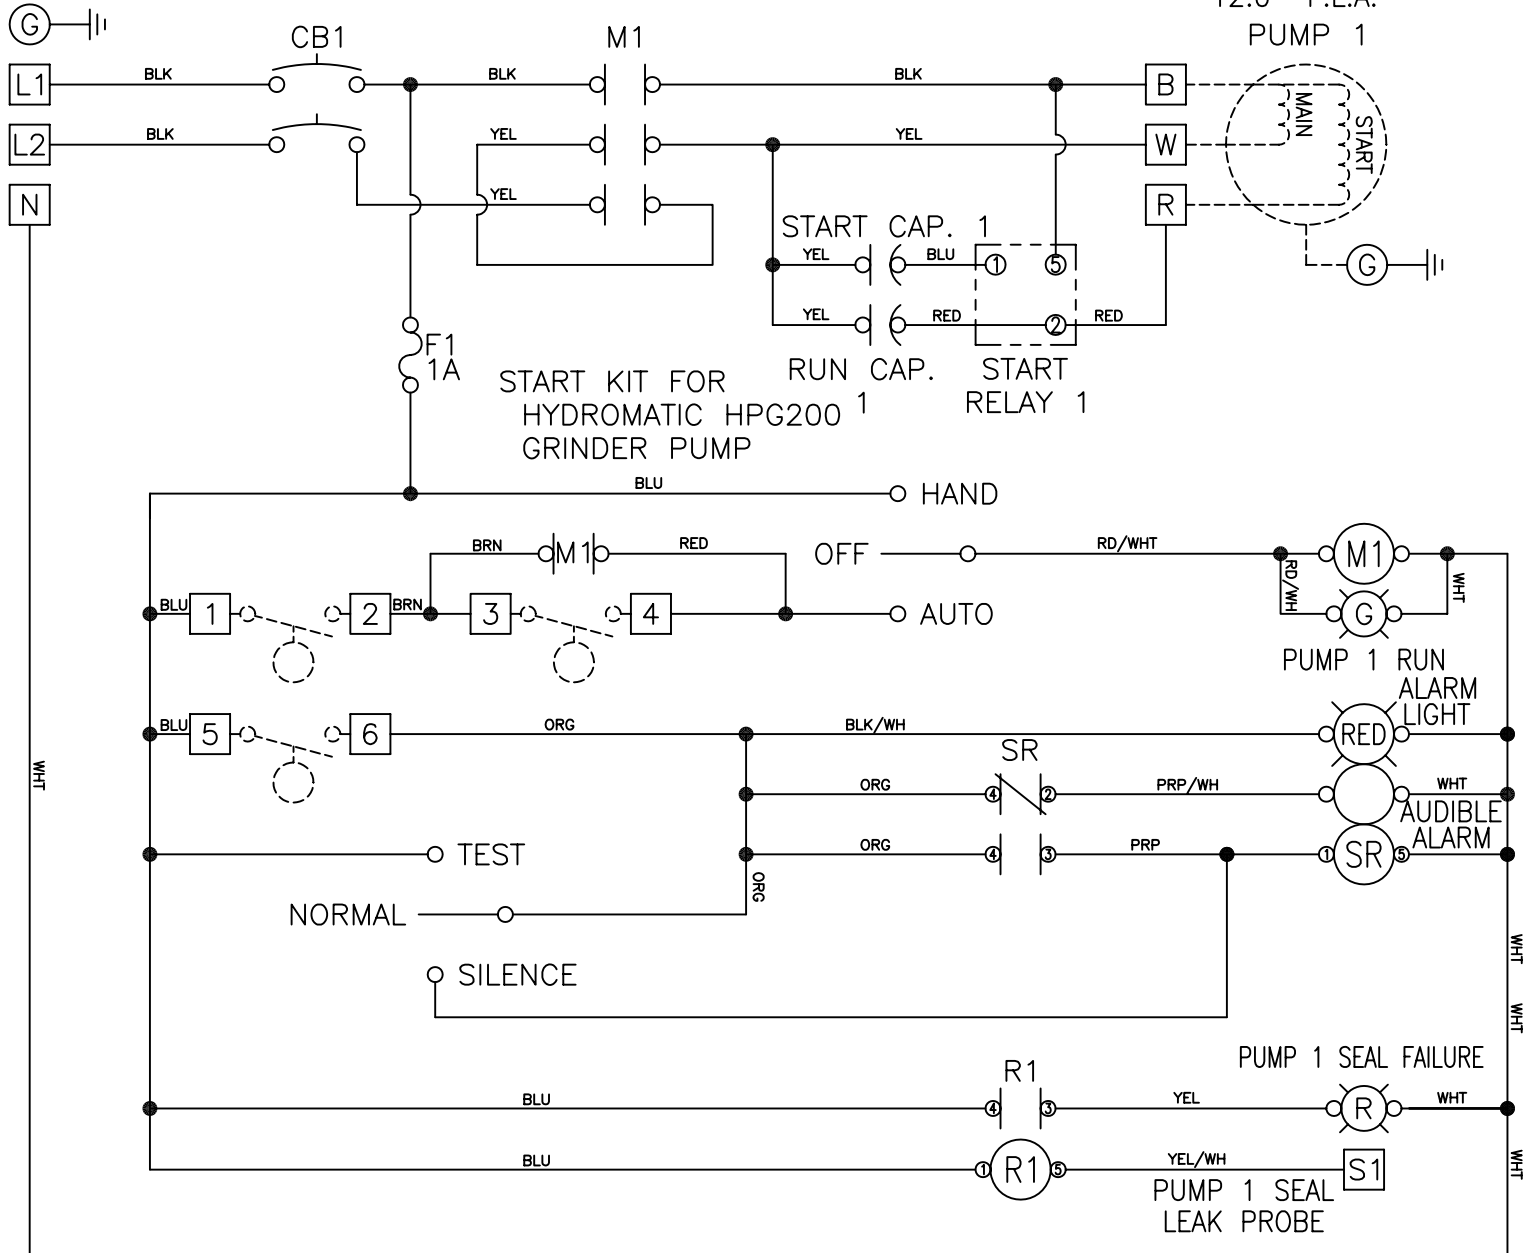 12.0 F.L.A.
PUMP 1
G
CB1
M1
L1
BLK
BLK
BLK
B
MAIN
START
L2
BLK
YEL
YEL
W
N
YEL
R
START CAP. 1
YEL
BLU
1
5
G
YEL
RED
2
RED
F1
1A
RUN CAP. 1
START
RELAY 1
START KIT FOR
HYDROMATIC HPG200
GRINDER PUMP
BLU
HAND
BRN
M1
RED
OFF
RD/WHT
M1
RD/WH
WHT
BLU
1
2
BRN
3
4
AUTO
G
PUMP 1 RUN
ALARM
LIGHT
BLU
5
6
ORG
BLK/WH
RED
SR
WHT
ORG
4
2
PRP/WH
WHT
AUDIBLE
ALARM
TEST
ORG
4
3
PRP
1
SR
5
ORG
NORMAL
SILENCE
WHT
WHT
PUMP 1 SEAL FAILURE
R1
BLU
4
3
YEL
R
WHT
BLU
1
R1
5
YEL/WH
S1
WHT
PUMP 1 SEAL
LEAK PROBE